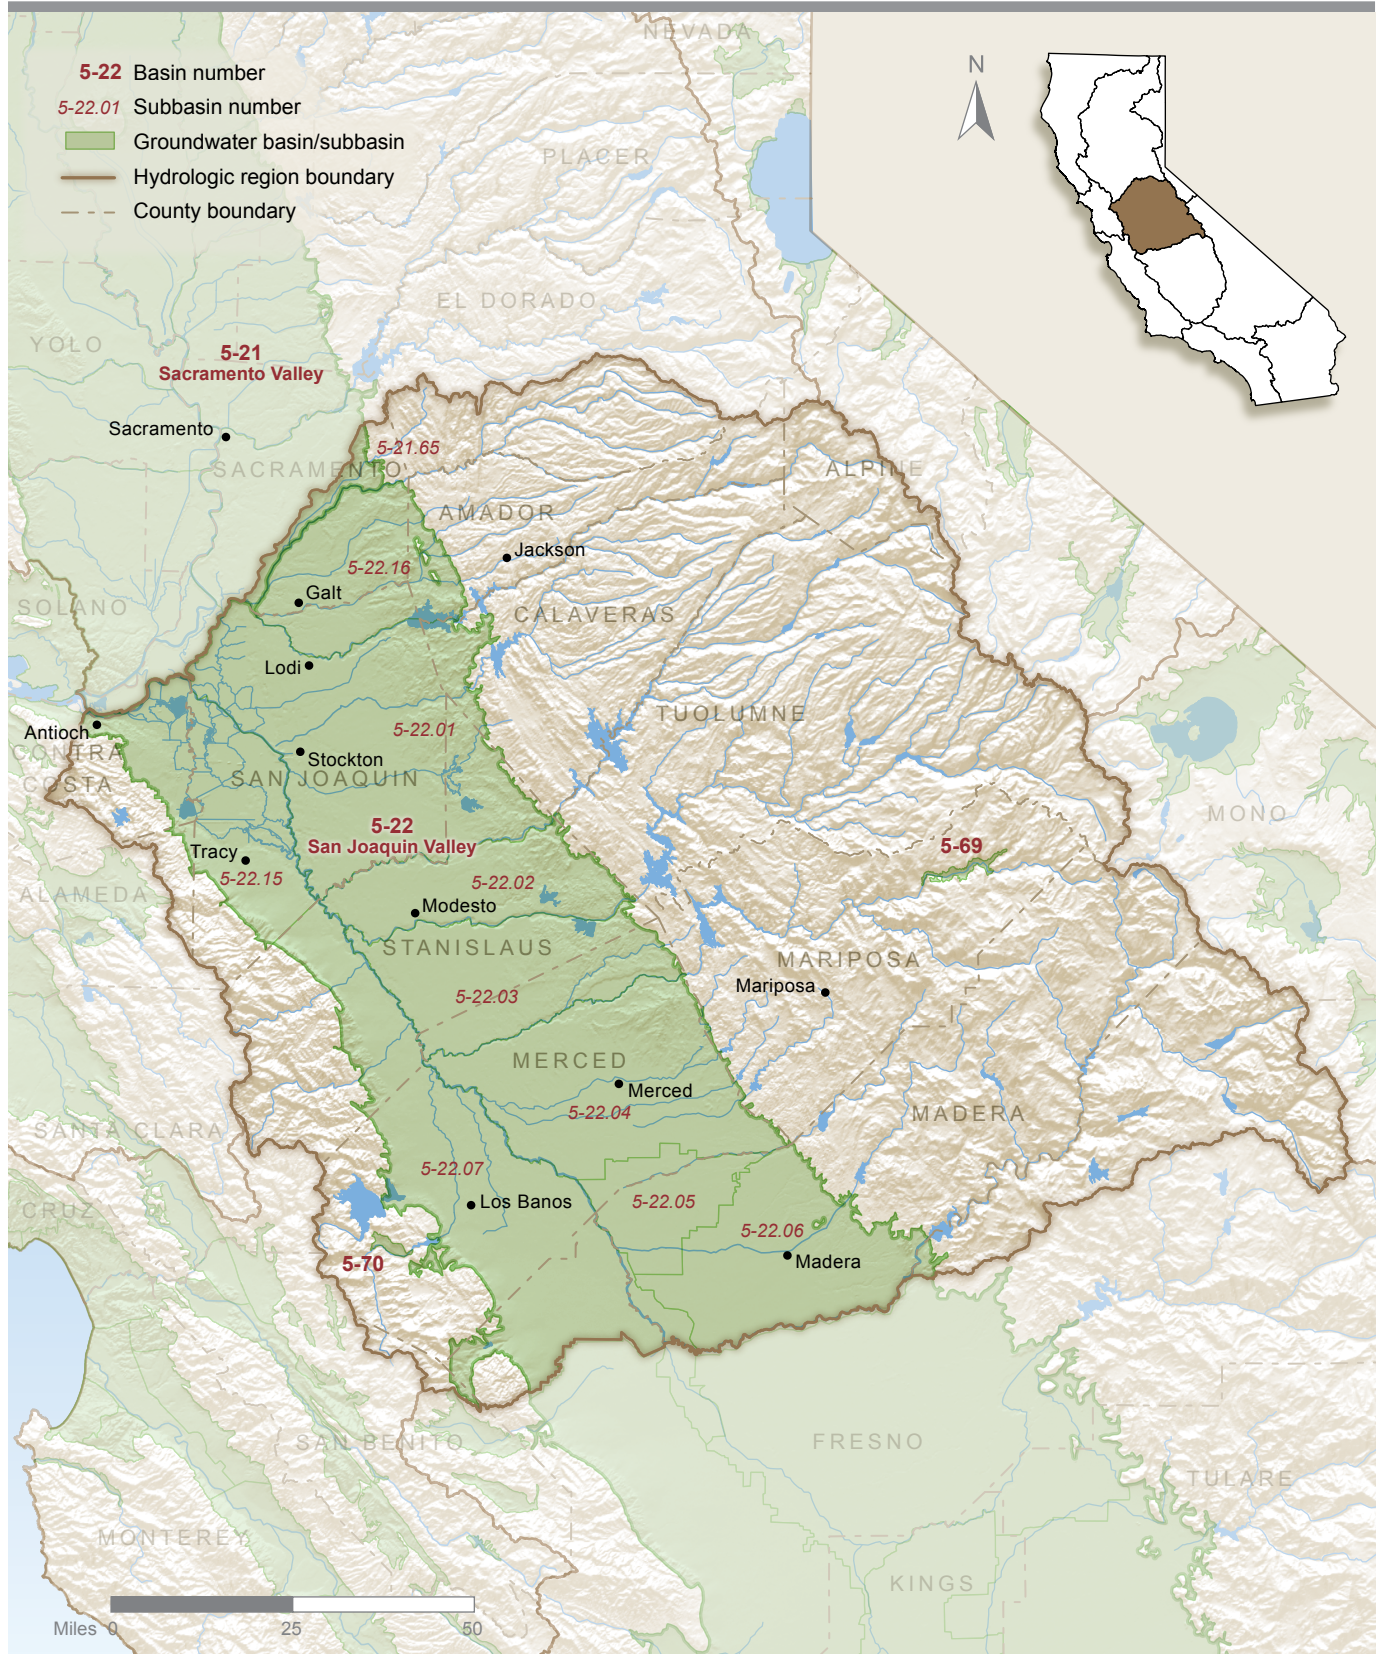 NEVADA
5-22 Basin number
5-22.01 Subbasin number
Groundwater basin/subbasin
Hydrologic region boundary
County boundary
N
PLACER
EL DORADO
YOLO
5-21
Sacramento Valley
Sacramento
5-21.65
SACRAMENTO
ALPINE
AMADOR
Jackson
5-22.16
Galt
SOLANO
CALAVERAS
Lodi
TUOLUMNE
Antioch
5-22.01
CONTRA
COSTA
Stockton
SAN JOAQUIN
MONO
5-22
San Joaquin Valley
5-69
Tracy
5-22.15
5-22.02
ALAMEDA
Modesto
STANISLAUS
MARIPOSA
Mariposa
5-22.03
MERCED
Merced
5-22.04
MADERA
SANTA CLARA
5-22.07
Los Banos
5-22.05
CRUZ
5-22.06
Madera
5-70
SAN BENITO
FRESNO
TULARE
MONTEREY
KINGS
Miles 0 25 50